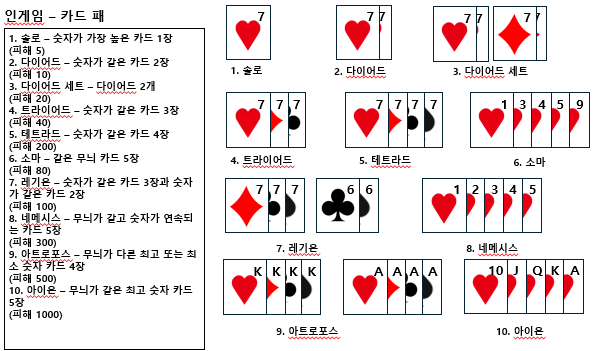 인게임 – 카드 패
1. 솔로 – 숫자가 가장 높은 카드 1장
(피해 5)
2. 다이어드 – 숫자가 같은 카드 2장
(피해 10)
3. 다이어드 세트 – 다이어드 2개
(피해 20)
4. 트라이어드 – 숫자가 같은 카드 3장
(피해 40)
5. 테트라드 – 숫자가 같은 카드 4장
(피해 200)
6. 소마 – 같은 무늬 카드 5장
(피해 80)
7. 레기온 – 숫자가 같은 카드 3장과 숫자
가 같은 카드 2장
(피해 100)
8. 네메시스 – 무늬가 같고 숫자가 연속되
는 카드 5장
(피해 300)
9. 아트로포스 – 무늬가 다른 최고 또는 최
소 숫자 카드 4장
(피해 500)
10. 아이온 – 무늬가 같은 최고 숫자 카드
5장
(피해 1000)
7
7 7
7 7 7 7
1. 솔로
2. 다이어드
3. 다이어드 세트
7 7 7
7 7 7 7
1 3 4 5 9
4. 트라이어드
5. 테트라드
6. 소마
7 7 7
6 6
1 2 3 4 5
7. 레기온
8. 네메시스
K K K K
A A A A
10 J Q K A
9. 아트로포스
10. 아이온